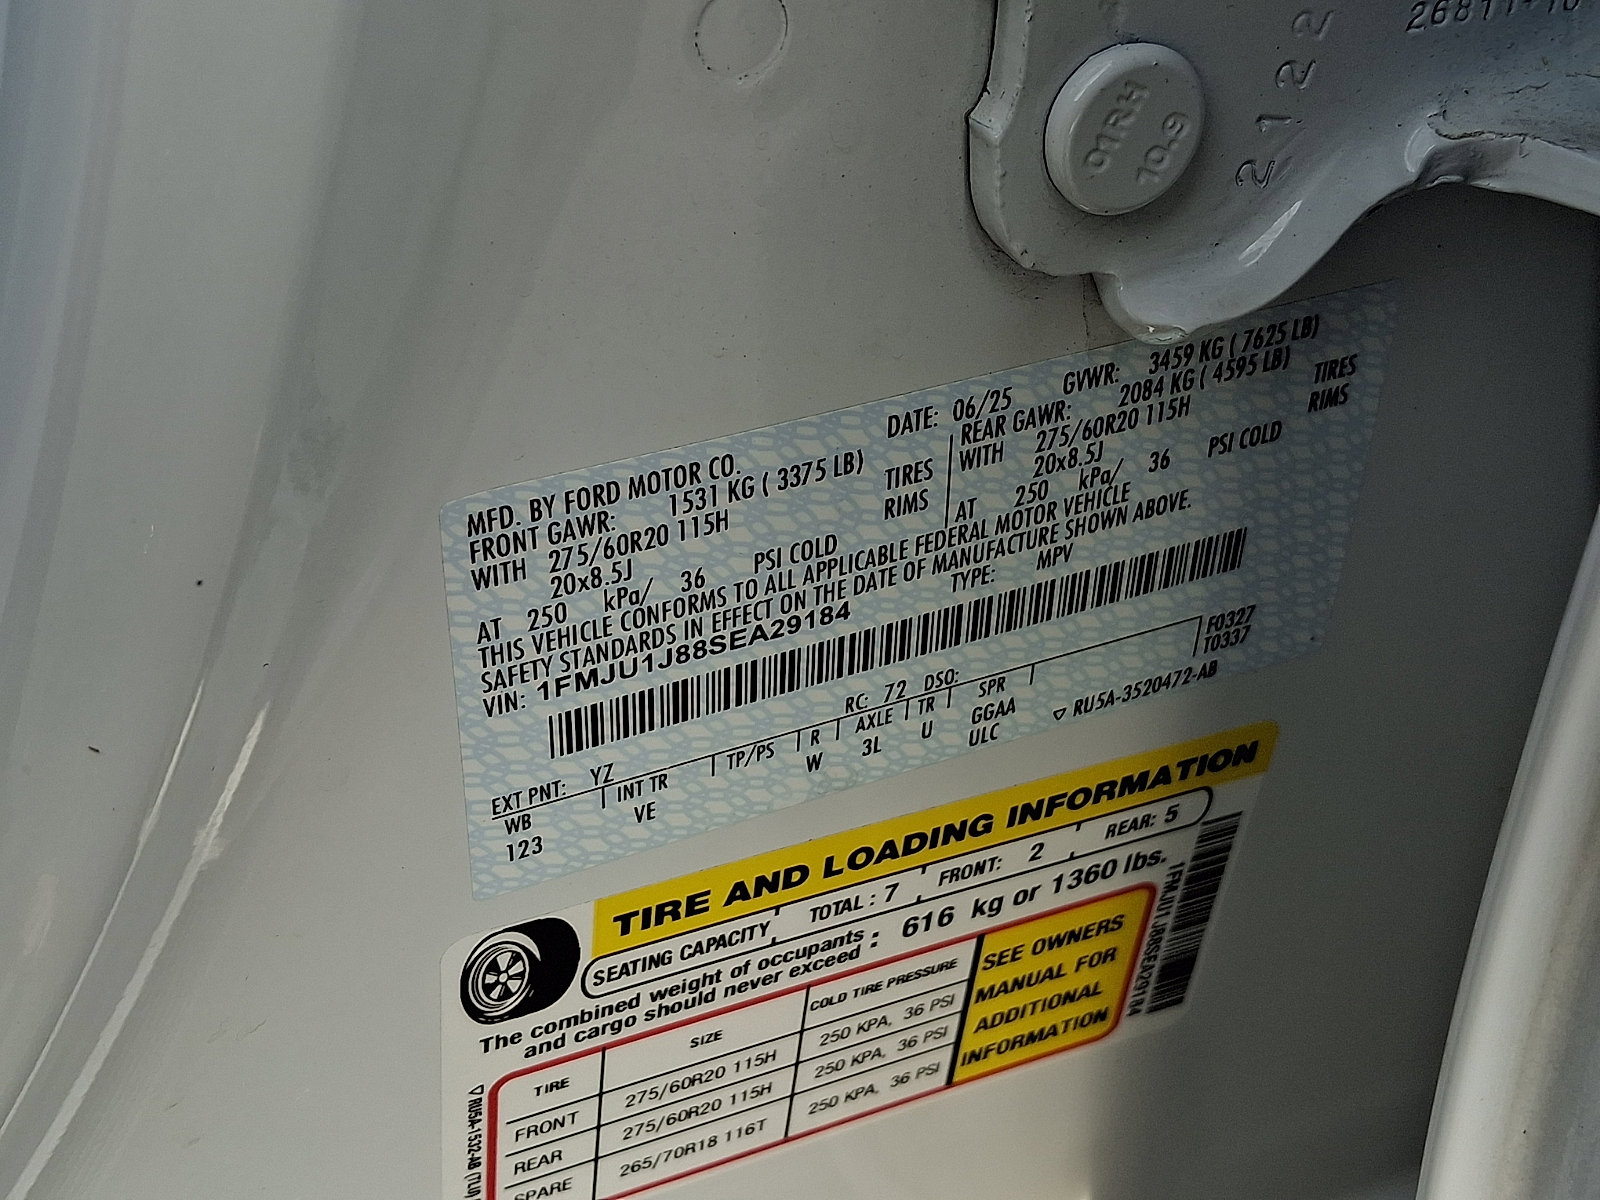 26811-10
2122
01RH
10.9
MFD. BY FORD MOTOR CO.
DATE: 06/25 GVWR: 3459 KG ( 7625 LB)
FRONT GAWR: 1531 KG ( 3375 LB)
WITH 275/60R20 115H TIRES
20x8.5J RIMS
AT 250 kPa/ 36 PSI COLD
REAR GAWR: 2084 KG ( 4595 LB)
WITH 275/60R20 115H TIRES
20x8.5J RIMS
AT 250 kPa/ 36 PSI COLD
THIS VEHICLE CONFORMS TO ALL APPLICABLE FEDERAL MOTOR VEHICLE
SAFETY STANDARDS IN EFFECT ON THE DATE OF MANUFACTURE SHOWN ABOVE.
VIN: 1FMJU1J88SEA29184 TYPE: MPV
F0327
T0337
EXT PNT: YZ RC: 72 DSO:
WB INT TR TP/PS R AXLE TR SPR
123 VE W 3L U GGAA
ULC
▽ RU5A-3520472-AB
TIRE AND LOADING INFORMATION
SEATING CAPACITY TOTAL : 7 FRONT: 2 REAR: 5
The combined weight of occupants
and cargo should never exceed : 616 kg or 1360 lbs.
TIRE SIZE COLD TIRE PRESSURE
FRONT 275/60R20 115H 250 KPA, 36 PSI
REAR 275/60R20 115H 250 KPA, 36 PSI
SPARE 265/70R18 116T 250 KPA, 36 PSI
SEE OWNERS
MANUAL FOR
ADDITIONAL
INFORMATION
1FMJU1J88SEA29184
▽ RU5A-1532-AB (TLU)